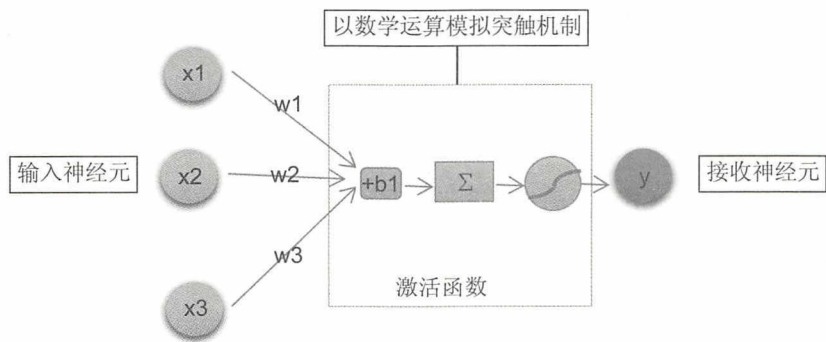 以数学运算模拟突触机制
x1
w1
输入神经元
x2
w2
+b1
Σ
y
接收神经元
w3
激活函数
x3